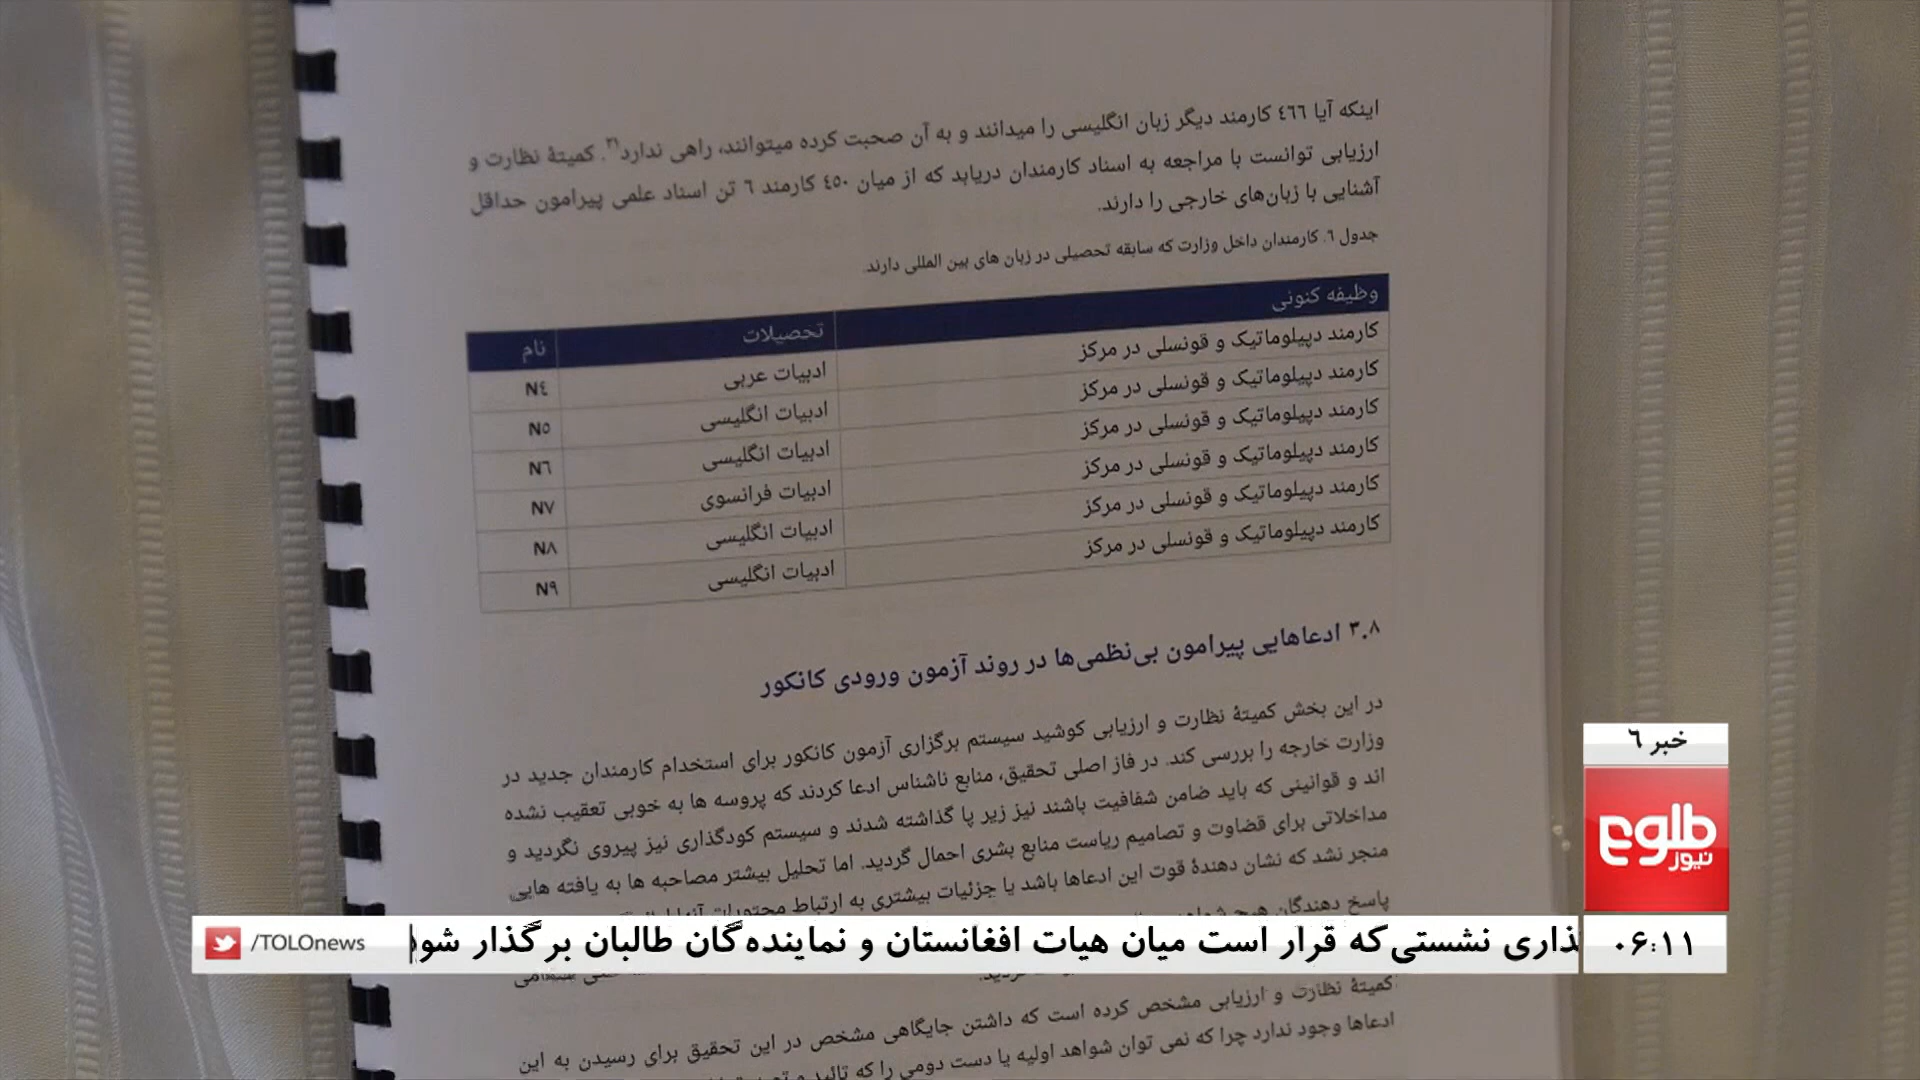 اینکه آیا ٤٦٦ کارمند دیگر زبان انگلیسی را میدانند و به آن صحبت کرده میتوانند، راهی ندارد٢١. کمیتۀ نظارت و
ارزیابی توانست با مراجعه به اسناد کارمندان دریابد که از میان ٤٥٠ کارمند ٦ تن اسناد علمی پیرامون حداقل
آشنایی با زبان‌های خارجی را دارند.
جدول ٦. کارمندان داخل وزارت که سابقه تحصیلی در زبان های بین المللی دارند.
وظیفه کنونی تحصیلات نام
کارمند دیپلوماتیک و قونسلی در مرکز ادبیات عربی N٤
کارمند دیپلوماتیک و قونسلی در مرکز ادبیات انگلیسی N٥
کارمند دیپلوماتیک و قونسلی در مرکز ادبیات انگلیسی N٦
کارمند دیپلوماتیک و قونسلی در مرکز ادبیات فرانسوی N٧
کارمند دیپلوماتیک و قونسلی در مرکز ادبیات انگلیسی N٨
کارمند دیپلوماتیک و قونسلی در مرکز ادبیات انگلیسی N٩
٣.٨ ادعاهایی پیرامون بی‌نظمی‌ها در روند آزمون ورودی کانکور
در این بخش کمیتۀ نظارت و ارزیابی کوشید سیستم برگزاری آزمون کانکور برای استخدام کارمندان جدید در
وزارت خارجه را بررسی کند. در فاز اصلی تحقیق، منابع ناشناس ادعا کردند که پروسه ها به خوبی تعقیب نشده
اند و قوانینی که باید ضامن شفافیت باشند نیز زیر پا گذاشته شدند و سیستم کودگذاری نیز پیروی نگردید و
مداخلاتی برای قضاوت و تصامیم ریاست منابع بشری احمال گردید. اما تحلیل بیشتر مصاحبه ها به یافته هایی
منجر نشد که نشان دهندۀ قوت این ادعاها باشد یا جزئیات بیشتری به ارتباط محتویات آنها
پاسخ دهندگان هیچ
کمیتۀ نظارت و ارزیابی مشخص کرده است که داشتن جایگاهی مشخص در این تحقیق برای رسیدن به این
ادعاها وجود ندارد چرا که نمی توان شواهد اولیه یا دست دومی را که تائید و
خبر ٦
طلوع
نیوز
٠٦:١١
ذاری نشستی‌که قرار است میان هیات افغانستان و نماینده‌گان طالبان برگذار شود
/TOLOnews